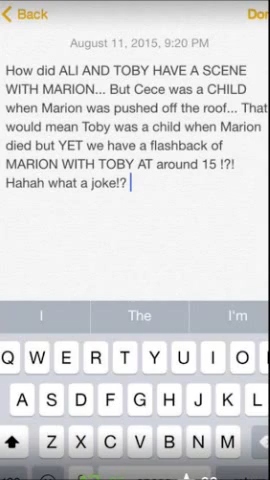 Back
Don
August 11, 2015, 9:20 PM
How did ALI AND TOBY HAVE A SCENE
WITH MARION... But Cece was a CHILD
when Marion was pushed off the roof... That
would mean Toby was a child when Marion
died but YET we have a flashback of
MARION WITH TOBY AT around 15 !?!
Hahah what a joke!?
I The I'm
Q W E R T Y U I O
A S D F G H J K L
Z X C V B N M